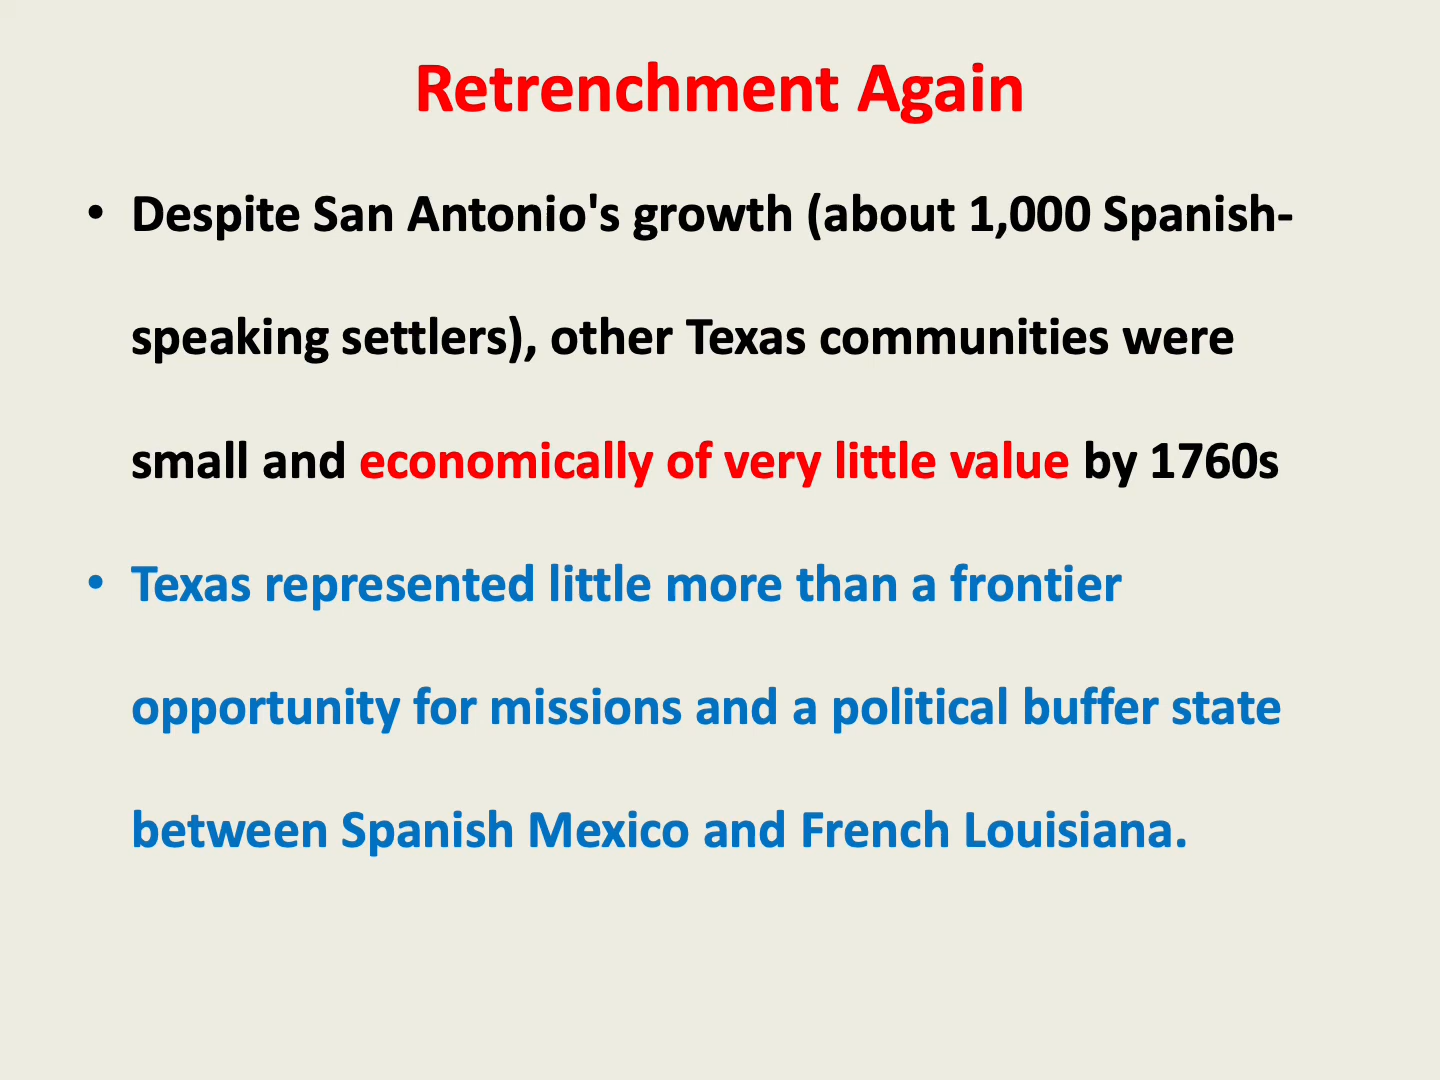 Retrenchment Again
• Despite San Antonio's growth (about 1,000 Spanish-
speaking settlers), other Texas communities were
small and economically of very little value by 1760s
• Texas represented little more than a frontier
opportunity for missions and a political buffer state
between Spanish Mexico and French Louisiana.